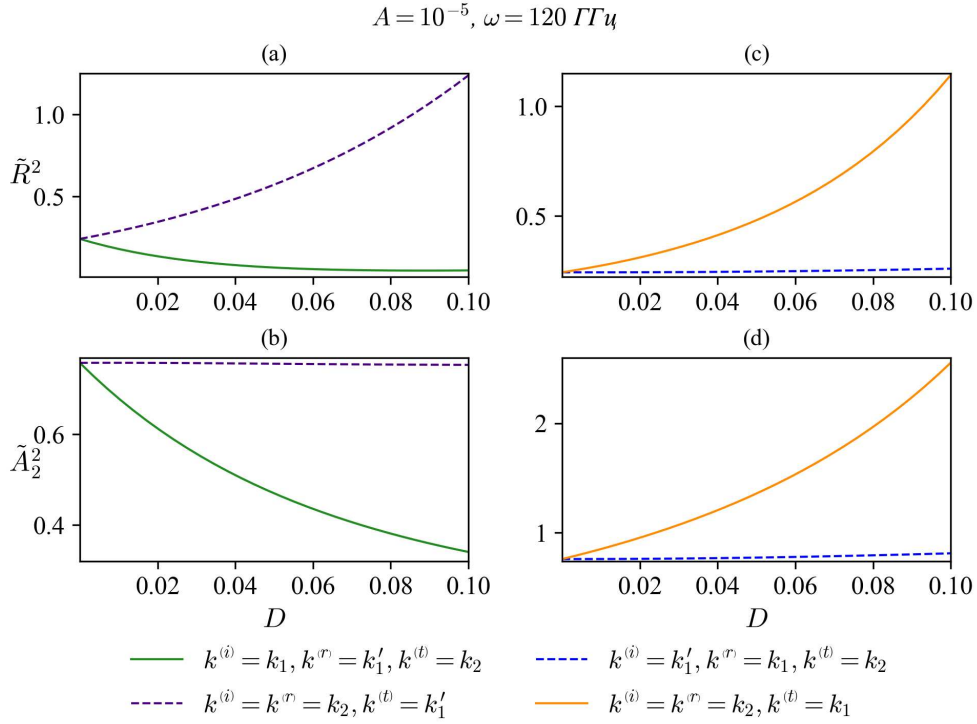 A = 10⁻⁵, ω = 120 ГГц
(a) (c)
1.0 1.0
R̃² 0.5 0.5
0.02 0.04 0.06 0.08 0.10 0.02 0.04 0.06 0.08 0.10
(b) (d)
0.6 2
Ã₂²
0.4 1
0.02 0.04 0.06 0.08 0.10 0.02 0.04 0.06 0.08 0.10
D D
k⁽ⁱ⁾ = k₁, k⁽ʳ⁾ = k₁′, k⁽ᵗ⁾ = k₂ k⁽ⁱ⁾ = k₁′, k⁽ʳ⁾ = k₁, k⁽ᵗ⁾ = k₂
k⁽ⁱ⁾ = k⁽ʳ⁾ = k₂, k⁽ᵗ⁾ = k₁′ k⁽ⁱ⁾ = k⁽ʳ⁾ = k₂, k⁽ᵗ⁾ = k₁